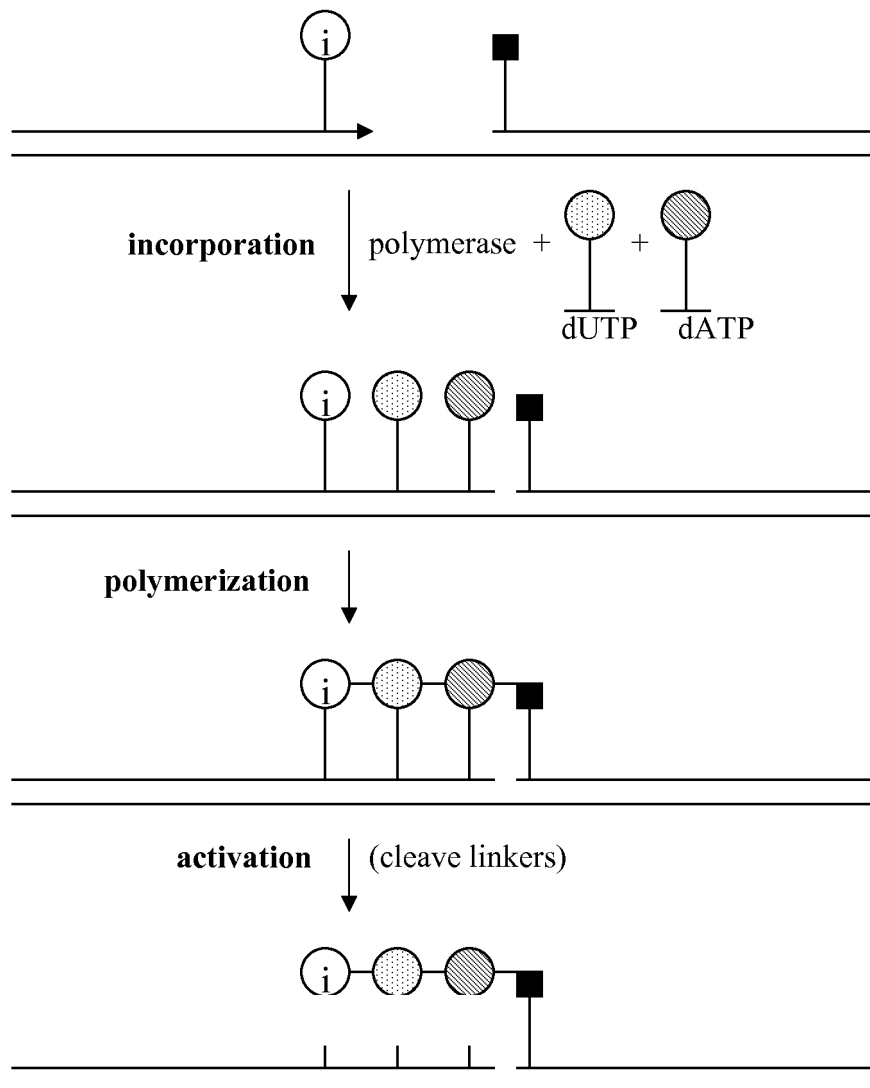 i
incorporation polymerase + +
dUTP dATP
i
polymerization
i
activation (cleave linkers)
i